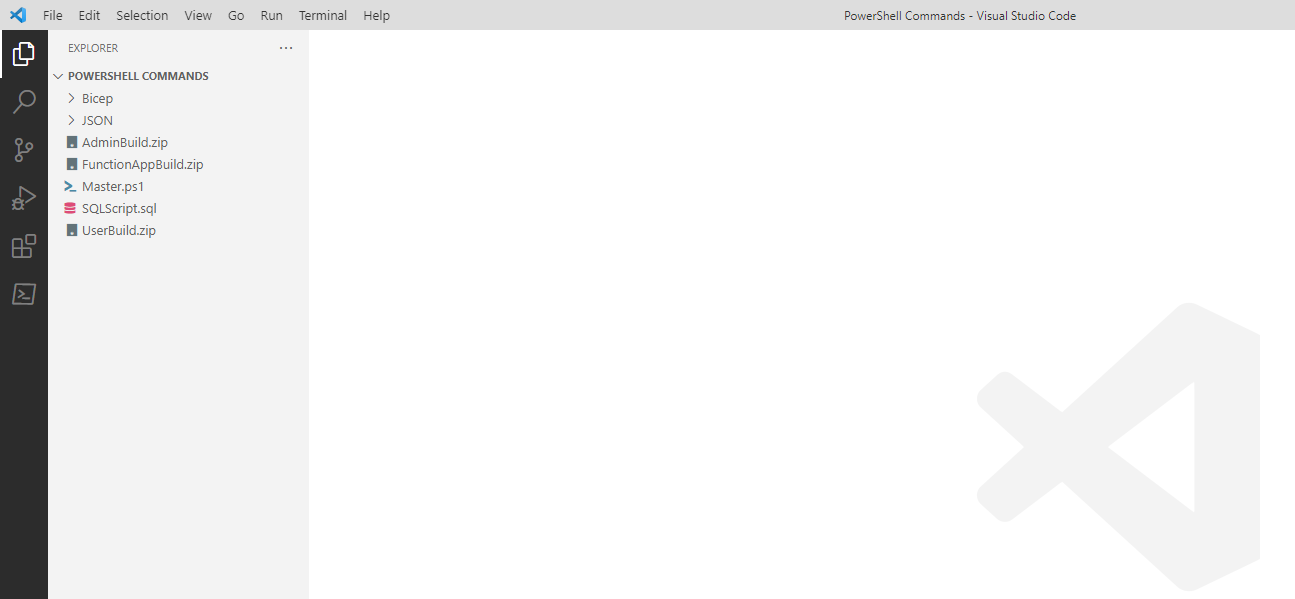 File Edit Selection View Go Run Terminal Help PowerShell Commands - Visual Studio Code
EXPLORER
POWERSHELL COMMANDS
Bicep
JSON
AdminBuild.zip
FunctionAppBuild.zip
Master.ps1
SQLScript.sql
UserBuild.zip